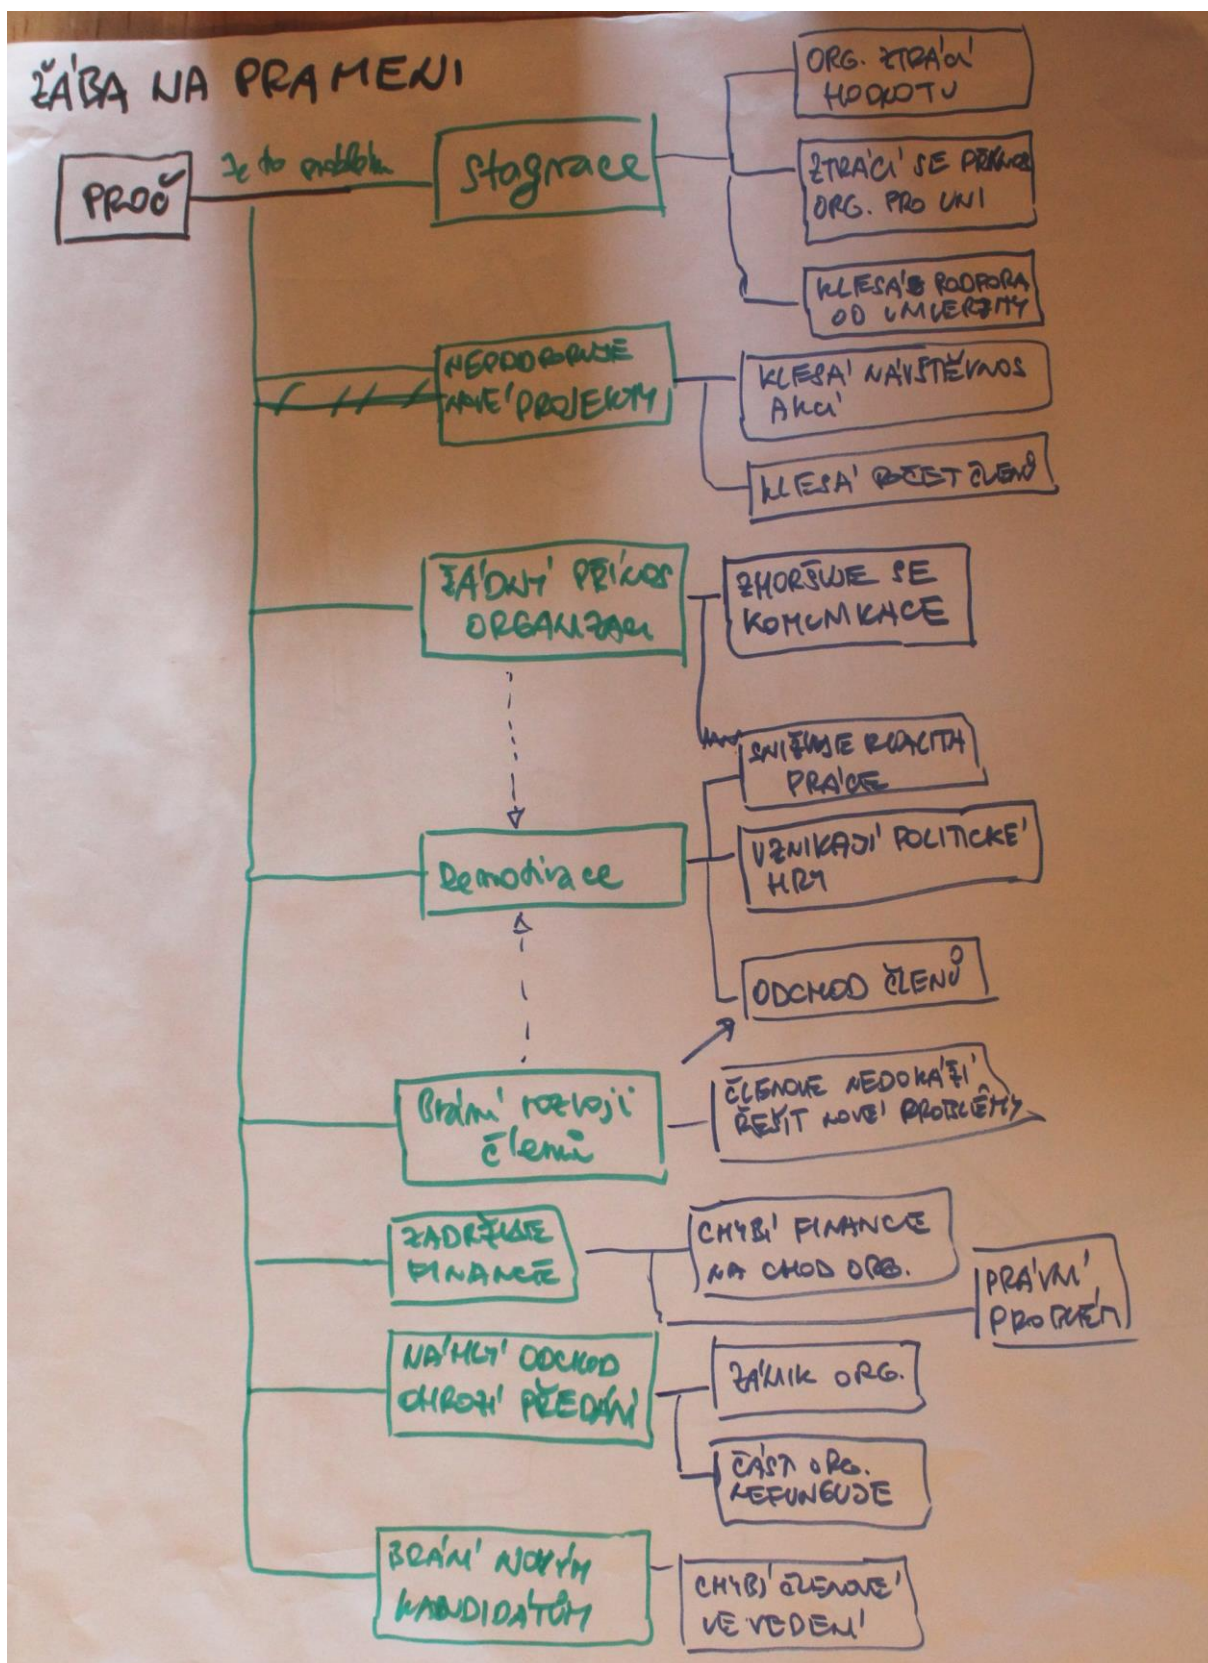 ŽÁBA NA PRAMENI
PROČ
Je to problém
Stagnace
ORG. ZTRÁCÍ
HODNOTU
ZTRÁCÍ SE PŘÍNOS
ORG. PRO UNI
KLESÁ PODPORA
OD UNIVERZITY
NEPODPORUJE
NOVÉ PROJEKTY
KLESÁ NÁVŠTĚVNOS
AKCÍ
KLESÁ POČET ČLENŮ
ŽÁDNÝ PŘÍNOS
ORGANIZACI
ZHORŠUJE SE
KOMUNIKACE
SNIŽUJE KVALITA
PRÁCE
Demotivace
VZNIKAJÍ POLITICKÉ
HRY
ODCHOD ČLENŮ
Brání rozvoji
členů
ČLENOVE NEDOKÁŽÍ
ŘEŠIT NOVÉ PROBLÉMY
ZADRŽUJE
FINANCE
CHYBÍ FINANCE
NA CHOD ORG.
PRÁVNÍ
PROBLÉM
NÁHLÝ ODCHOD
OHROZÍ PŘEDÁNÍ
ZÁNIK ORG.
ČÁST ORG.
NEFUNGUJE
BRÁNÍ NOVÝM
KANDIDÁTŮM
CHYBÍ ČLENOVÉ
VE VEDENÍ